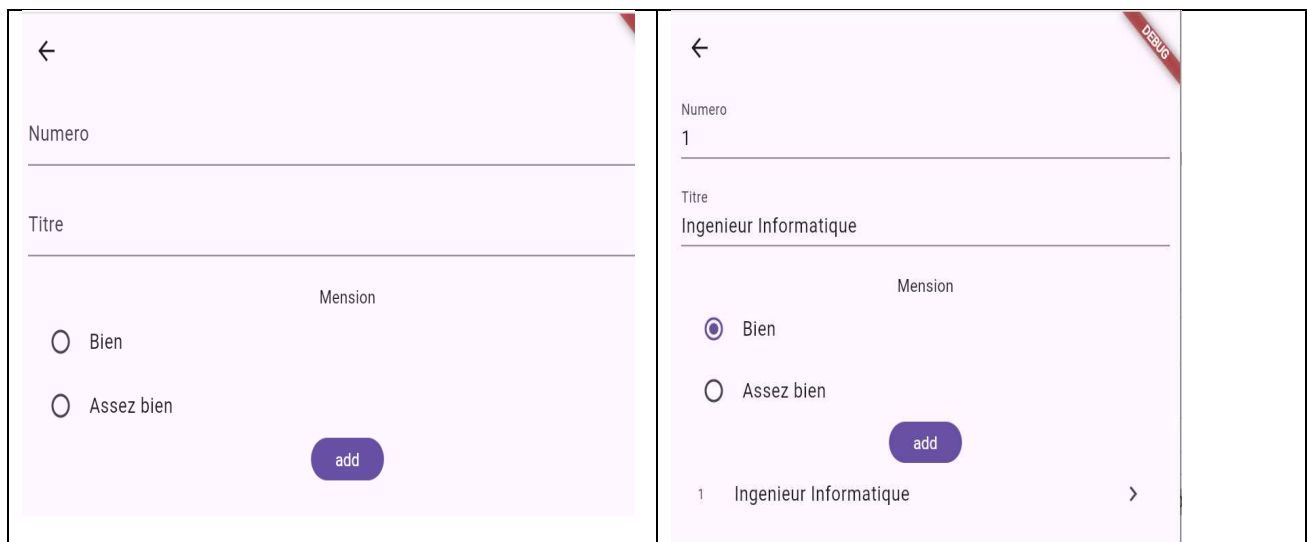 Numero
Titre
Mension
Bien
Assez bien
add
DEBUG
Numero
1
Titre
Ingenieur Informatique
Mension
Bien
Assez bien
add
1 Ingenieur Informatique